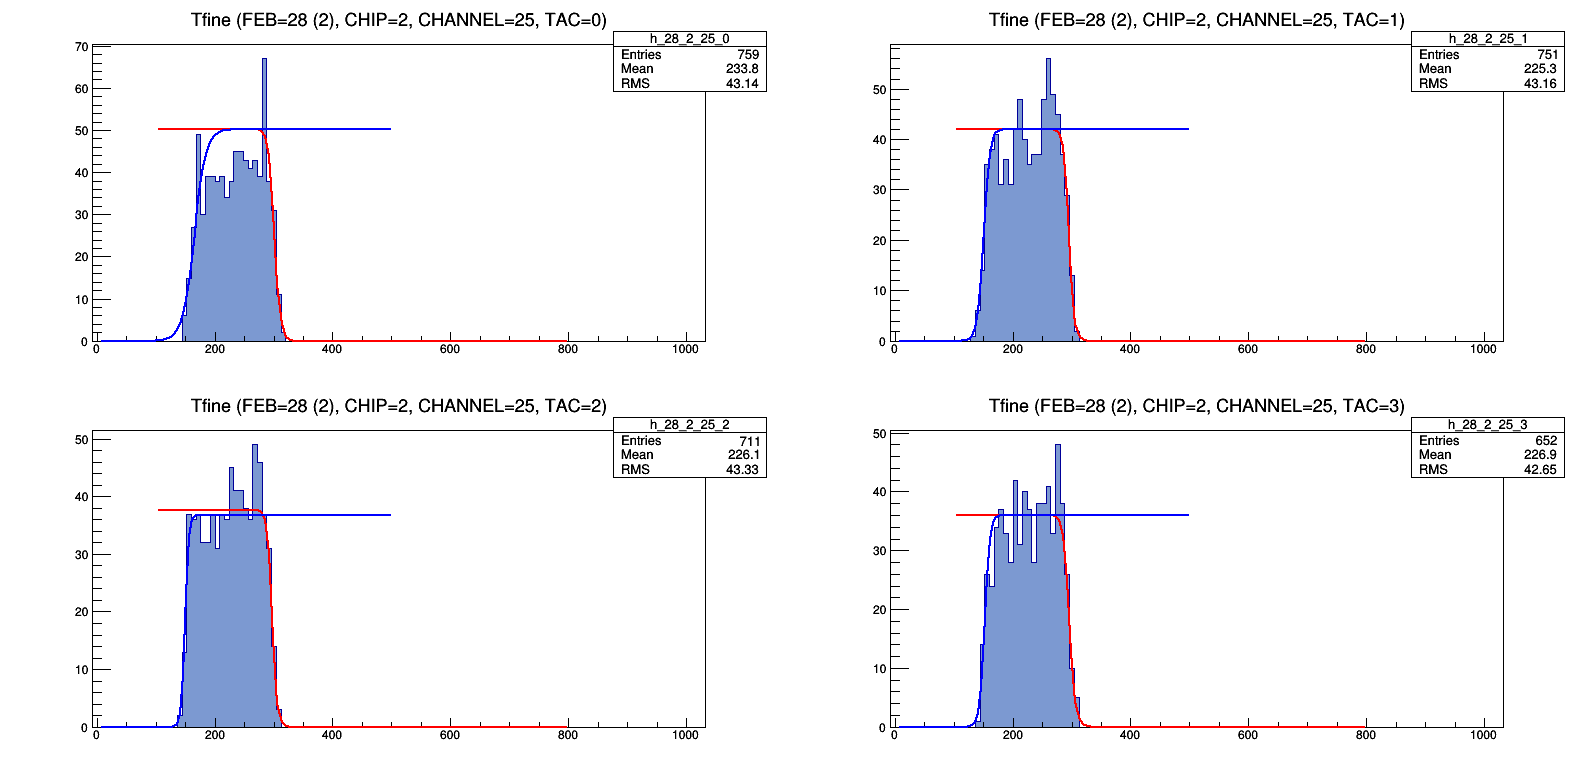 Tfine (FEB=28 (2), CHIP=2, CHANNEL=25, TAC=0)
h_28_2_25_0
Entries 759
Mean 233.8
RMS 43.14
70
60
50
40
30
20
10
0
0 200 400 600 800 1000
Tfine (FEB=28 (2), CHIP=2, CHANNEL=25, TAC=1)
h_28_2_25_1
Entries 751
Mean 225.3
RMS 43.16
50
40
30
20
10
0
0 200 400 600 800 1000
Tfine (FEB=28 (2), CHIP=2, CHANNEL=25, TAC=2)
h_28_2_25_2
Entries 711
Mean 226.1
RMS 43.33
50
40
30
20
10
0
0 200 400 600 800 1000
Tfine (FEB=28 (2), CHIP=2, CHANNEL=25, TAC=3)
h_28_2_25_3
Entries 652
Mean 226.9
RMS 42.65
50
40
30
20
10
0
0 200 400 600 800 1000